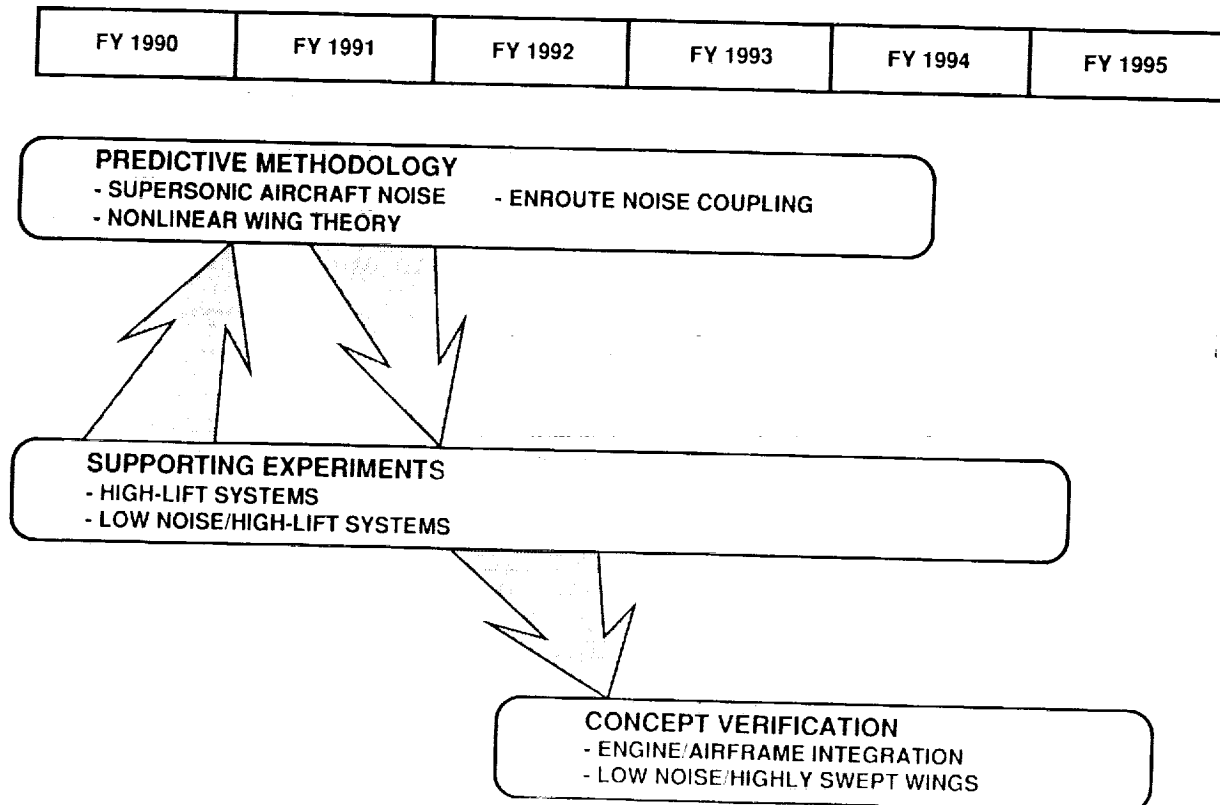 FY 1990 FY 1991 FY 1992 FY 1993 FY 1994 FY 1995
PREDICTIVE METHODOLOGY
- SUPERSONIC AIRCRAFT NOISE - ENROUTE NOISE COUPLING
- NONLINEAR WING THEORY
SUPPORTING EXPERIMENTS
- HIGH-LIFT SYSTEMS
- LOW NOISE/HIGH-LIFT SYSTEMS
CONCEPT VERIFICATION
- ENGINE/AIRFRAME INTEGRATION
- LOW NOISE/HIGHLY SWEPT WINGS